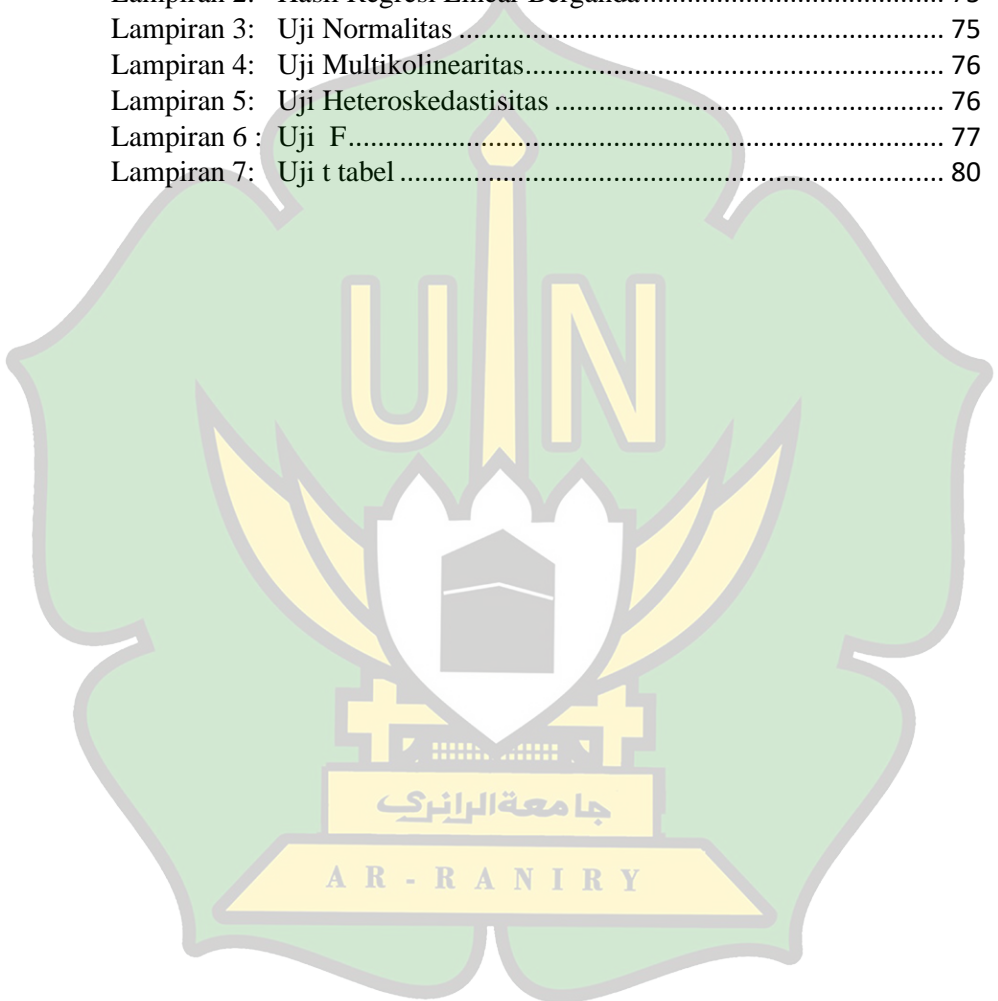 Lampiran 3: Uji Normalitas ........................................................................ 75
Lampiran 4: Uji Multikolinearitas............................................................... 76
Lampiran 5: Uji Heteroskedastisitas ........................................................... 76
Lampiran 6 : Uji F....................................................................................... 77
Lampiran 7: Uji t tabel ................................................................................ 80
UIN
جامعةالرانري
AR - RANIRY